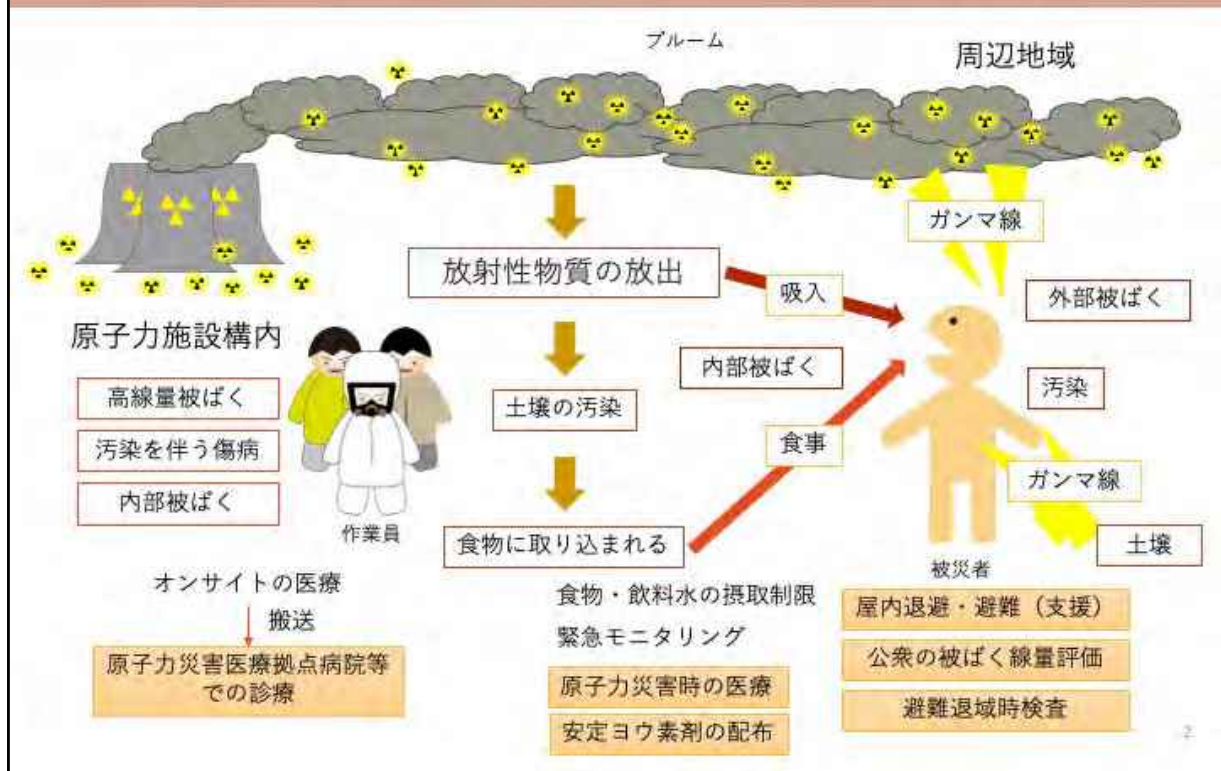 プルーム
周辺地域
ガンマ線
放射性物質の放出
吸入
外部被ばく
原子力施設構内
内部被ばく
高線量被ばく
土壌の汚染
汚染
汚染を伴う傷病
食事
ガンマ線
内部被ばく
作業員
食物に取り込まれる
土壌
被災者
オンサイトの医療
搬送
原子力災害医療拠点病院等
での診療
食物・飲料水の摂取制限
緊急モニタリング
原子力災害時の医療
安定ヨウ素剤の配布
屋内退避・避難（支援）
公衆の被ばく線量評価
避難退域時検査
2